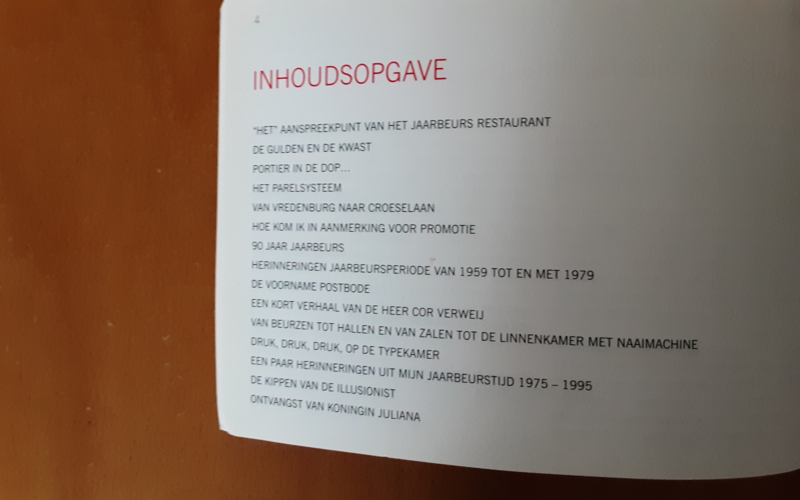 4
INHOUDSOPGAVE
"HET" AANSPREEKPUNT VAN HET JAARBEURS RESTAURANT
DE GULDEN EN DE KWAST
PORTIER IN DE DOP...
HET PARELSYSTEEM
VAN VREDENBURG NAAR CROESELAAN
HOE KOM IK IN AANMERKING VOOR PROMOTIE
90 JAAR JAARBEURS
HERINNERINGEN JAARBEURSPERIODE VAN 1959 TOT EN MET 1979
DE VOORNAME POSTBODE
EEN KORT VERHAAL VAN DE HEER COR VERWEIJ
VAN BEURZEN TOT HALLEN EN VAN ZALEN TOT DE LINNENKAMER MET NAAIMACHINE
DRUK, DRUK, DRUK, OP DE TYPEKAMER
EEN PAAR HERINNERINGEN UIT MIJN JAARBEURSTIJD 1975 – 1995
DE KIPPEN VAN DE ILLUSIONIST
ONTVANGST VAN KONINGIN JULIANA